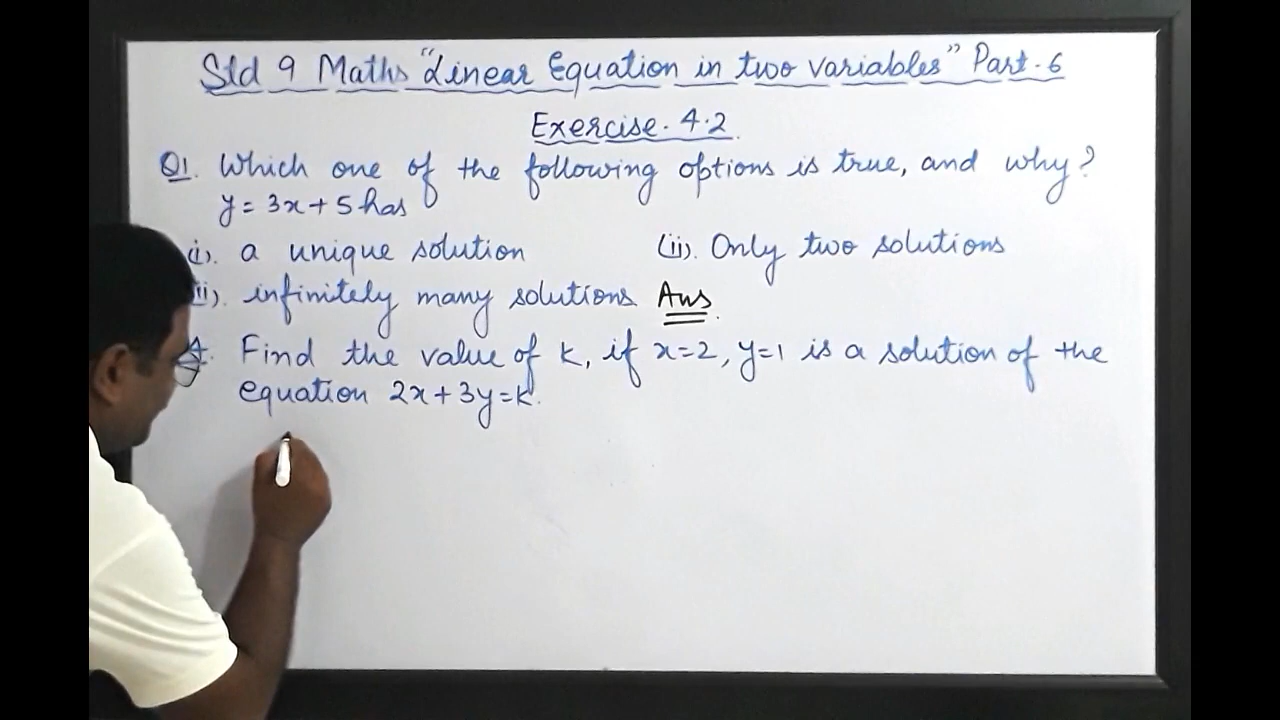 Std 9 Maths "Linear Equation in two variables" Part-6
Exercise. 4.2.
Q1. Which one of the following options is true, and why?
y = 3x + 5 has
(i). a unique solution (ii). Only two solutions
ii). infinitely many solutions Ans.
4. Find the value of k, if x=2, y=1 is a solution of the
equation 2x + 3y = k.